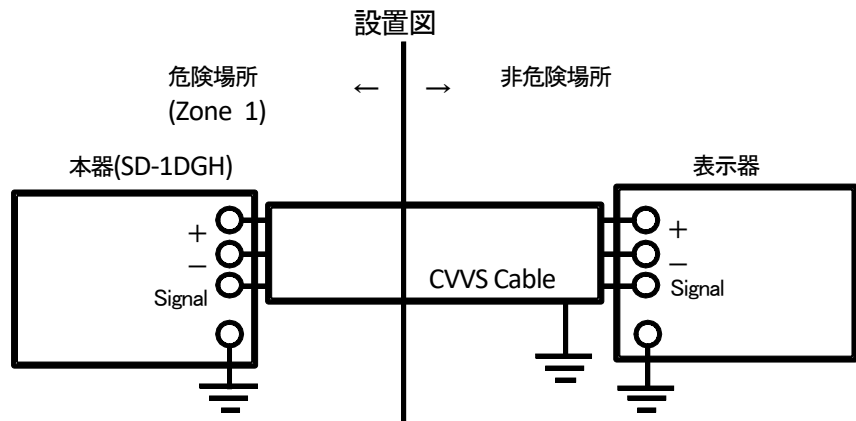 設置図
危険場所
(Zone 1)
← →
非危険場所
本器(SD-1DGH)
表示器
+
−
Signal
CVVS Cable
+
−
Signal